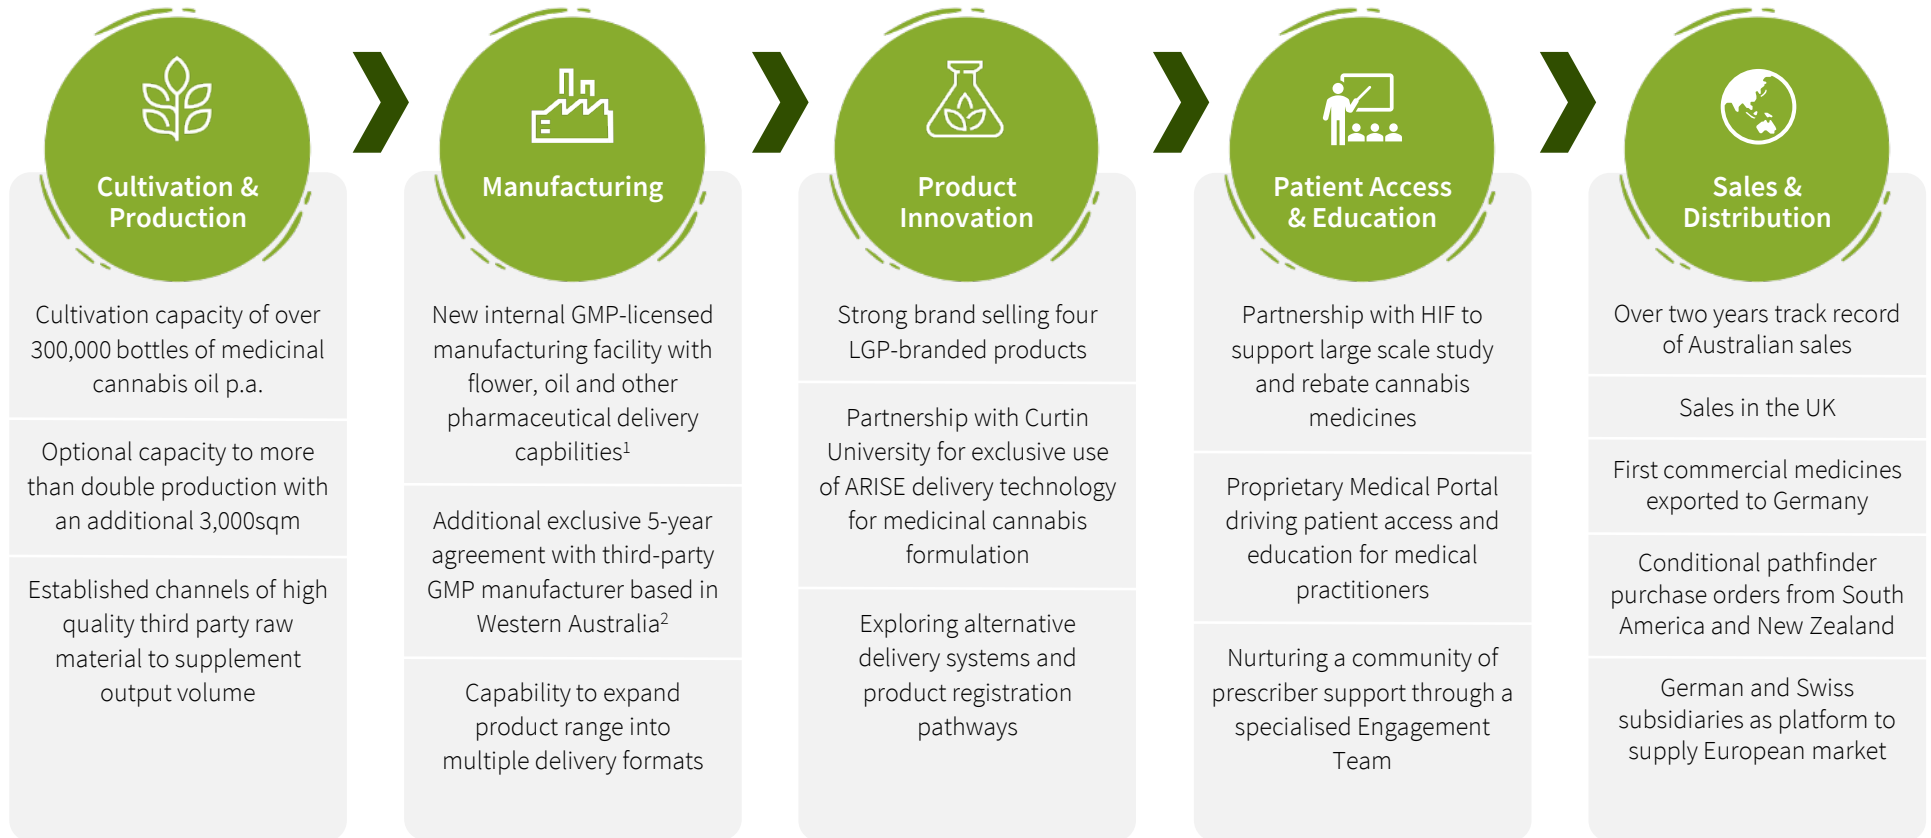 Cultivation &
Production
Cultivation capacity of over
300,000 bottles of medicinal
cannabis oil p.a.
Optional capacity to more
than double production with
an additional 3,000sqm
Established channels of high
quality third party raw
material to supplement
output volume
Manufacturing
New internal GMP-licensed
manufacturing facility with
flower, oil and other
pharmaceutical delivery
capbilities¹
Additional exclusive 5-year
agreement with third-party
GMP manufacturer based in
Western Australia²
Capability to expand
product range into
multiple delivery formats
Product
Innovation
Strong brand selling four
LGP-branded products
Partnership with Curtin
University for exclusive use
of ARISE delivery technology
for medicinal cannabis
formulation
Exploring alternative
delivery systems and
product registration
pathways
Patient Access
& Education
Partnership with HIF to
support large scale study
and rebate cannabis
medicines
Proprietary Medical Portal
driving patient access and
education for medical
practitioners
Nurturing a community of
prescriber support through a
specialised Engagement
Team
Sales &
Distribution
Over two years track record
of Australian sales
Sales in the UK
First commercial medicines
exported to Germany
Conditional pathfinder
purchase orders from South
America and New Zealand
German and Swiss
subsidiaries as platform to
supply European market